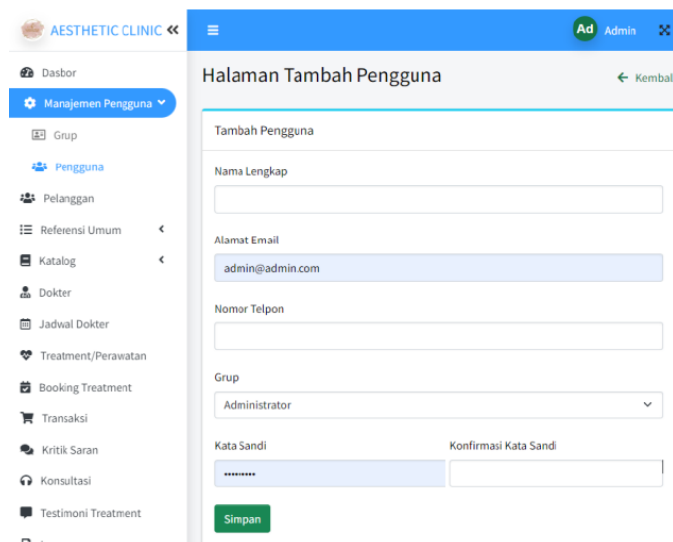 AESTHETIC CLINIC
Ad Admin
Dasbor
Manajemen Pengguna
Grup
Pengguna
Pelanggan
Referensi Umum
Katalog
Dokter
Jadwal Dokter
Treatment/Perawatan
Booking Treatment
Transaksi
Kritik Saran
Konsultasi
Testimoni Treatment
Halaman Tambah Pengguna
Kembal
Tambah Pengguna
Nama Lengkap
Alamat Email
admin@admin.com
Nomor Telpon
Grup
Administrator
Kata Sandi Konfirmasi Kata Sandi
•••••••••
Simpan